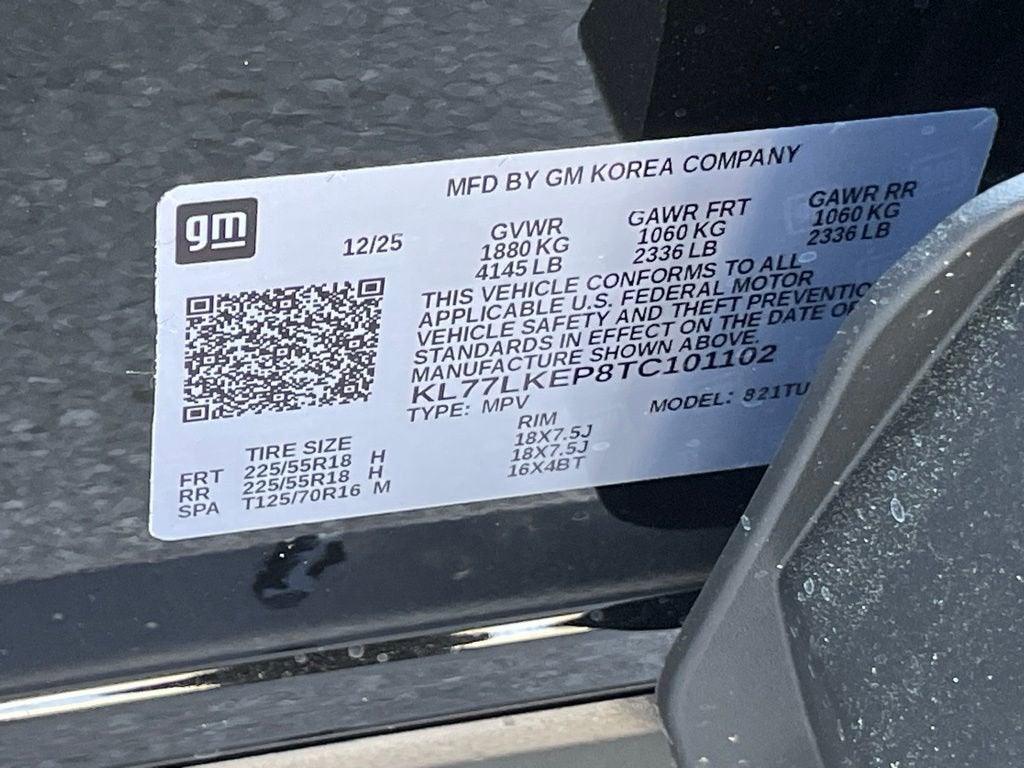 MFD BY GM KOREA COMPANY
gm
12/25
GVWR
1880 KG
4145 LB
GAWR FRT
1060 KG
2336 LB
GAWR RR
1060 KG
2336 LB
THIS VEHICLE CONFORMS TO ALL
APPLICABLE U.S. FEDERAL MOTOR
VEHICLE SAFETY AND THEFT PREVENTIO
STANDARDS IN EFFECT ON THE DATE OF
MANUFACTURE SHOWN ABOVE.
KL77LKEP8TC101102
TYPE: MPV
MODEL: 821TU
TIRE SIZE
RIM
FRT 225/55R18 H 18X7.5J
RR 225/55R18 H 18X7.5J
SPA T125/70R16 M 16X4BT